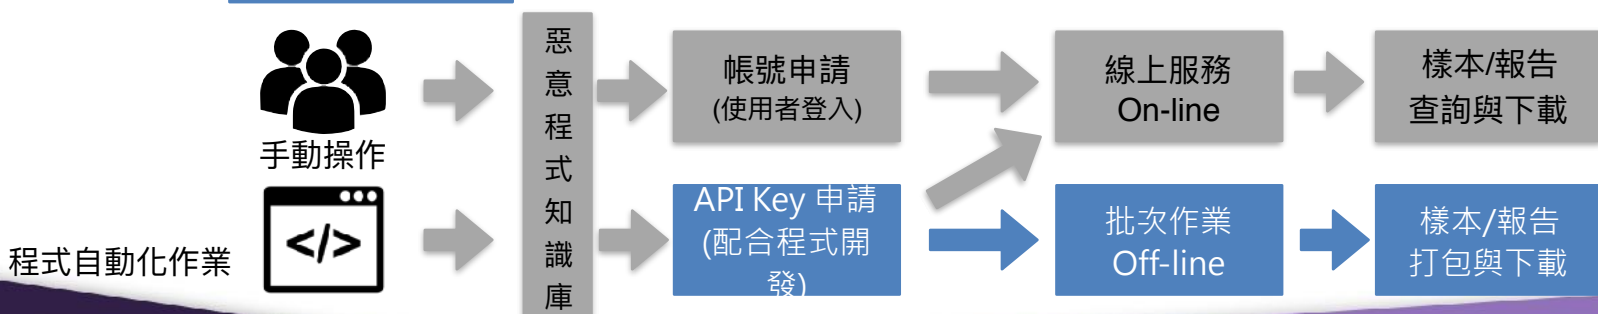 手動操作
</>
程式自動化作業
惡
意
程
式
知
識
庫
帳號申請
(使用者登入)
線上服務
On-line
樣本/報告
查詢與下載
API Key 申請
(配合程式開
發)
批次作業
Off-line
樣本/報告
打包與下載